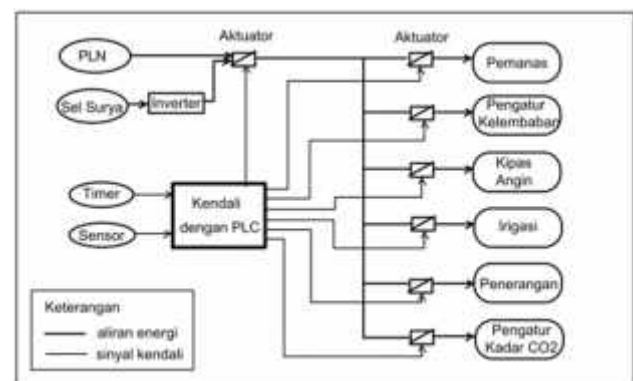 Aktuator
Aktuator
PLN
Sel Surya
Inverter
Pemanas
Pengatur
Kelembaban
Kipas
Angin
Timer
Sensor
Kendali
dengan PLC
Irigasi
Penerangan
Pengatur
Kadar CO2
Keterangan
aliran energi
sinyal kendali